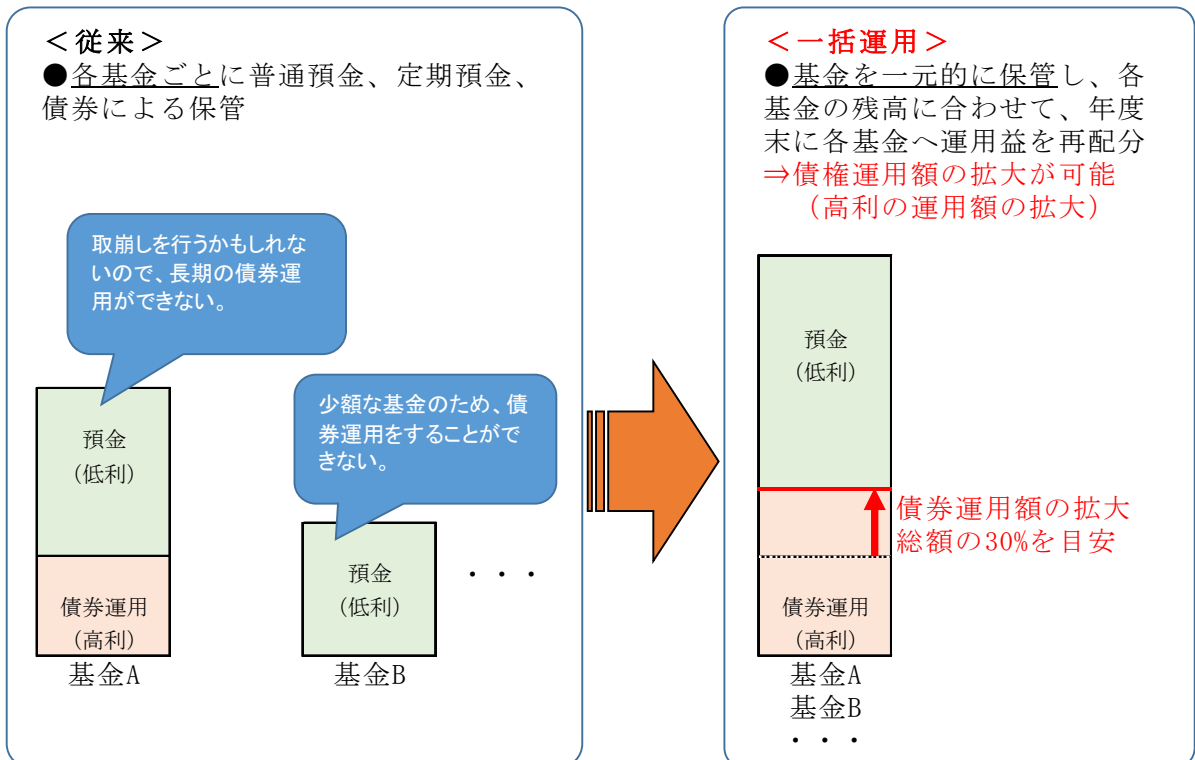 ＜従来＞
●各基金ごとに普通預金、定期預金、
債券による保管
取崩しを行うかもしれな
いので、長期の債券運
用ができない。
預金
(低利)
債券運用
(高利)
基金A
少額な基金のため、債
券運用をすることがで
きない。
預金
(低利)
・・・
基金B
＜一括運用＞
●基金を一元的に保管し、各
基金の残高に合わせて、年度
末に各基金へ運用益を再配分
⇒債権運用額の拡大が可能
（高利の運用額の拡大）
預金
(低利)
債券運用額の拡大
総額の30%を目安
債券運用
(高利)
基金A
基金B
・・・